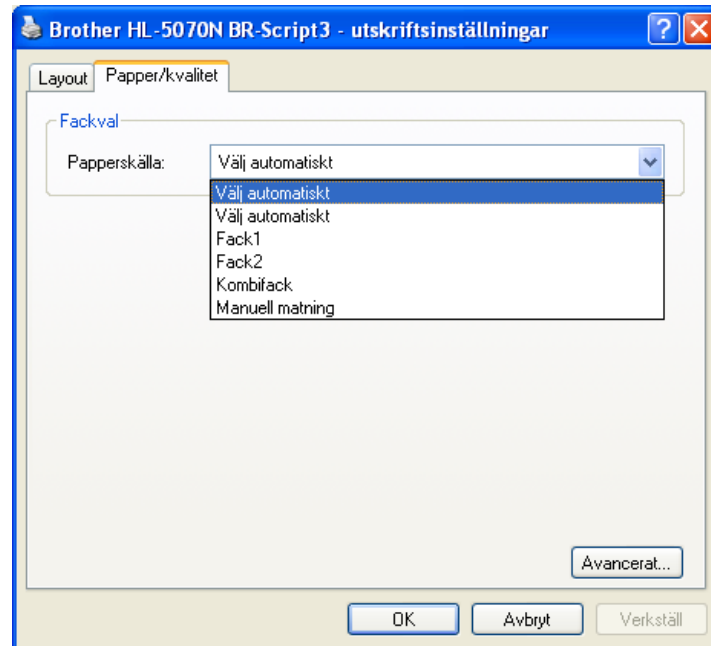 Brother HL-5070N BR-Script3 - utskriftsinställningar
Layout Papper/kvalitet
Fackval
Papperskälla: Välj automatiskt
Välj automatiskt
Välj automatiskt
Fack1
Fack2
Kombifack
Manuell matning
Avancerat...
OK Avbryt Verkställ